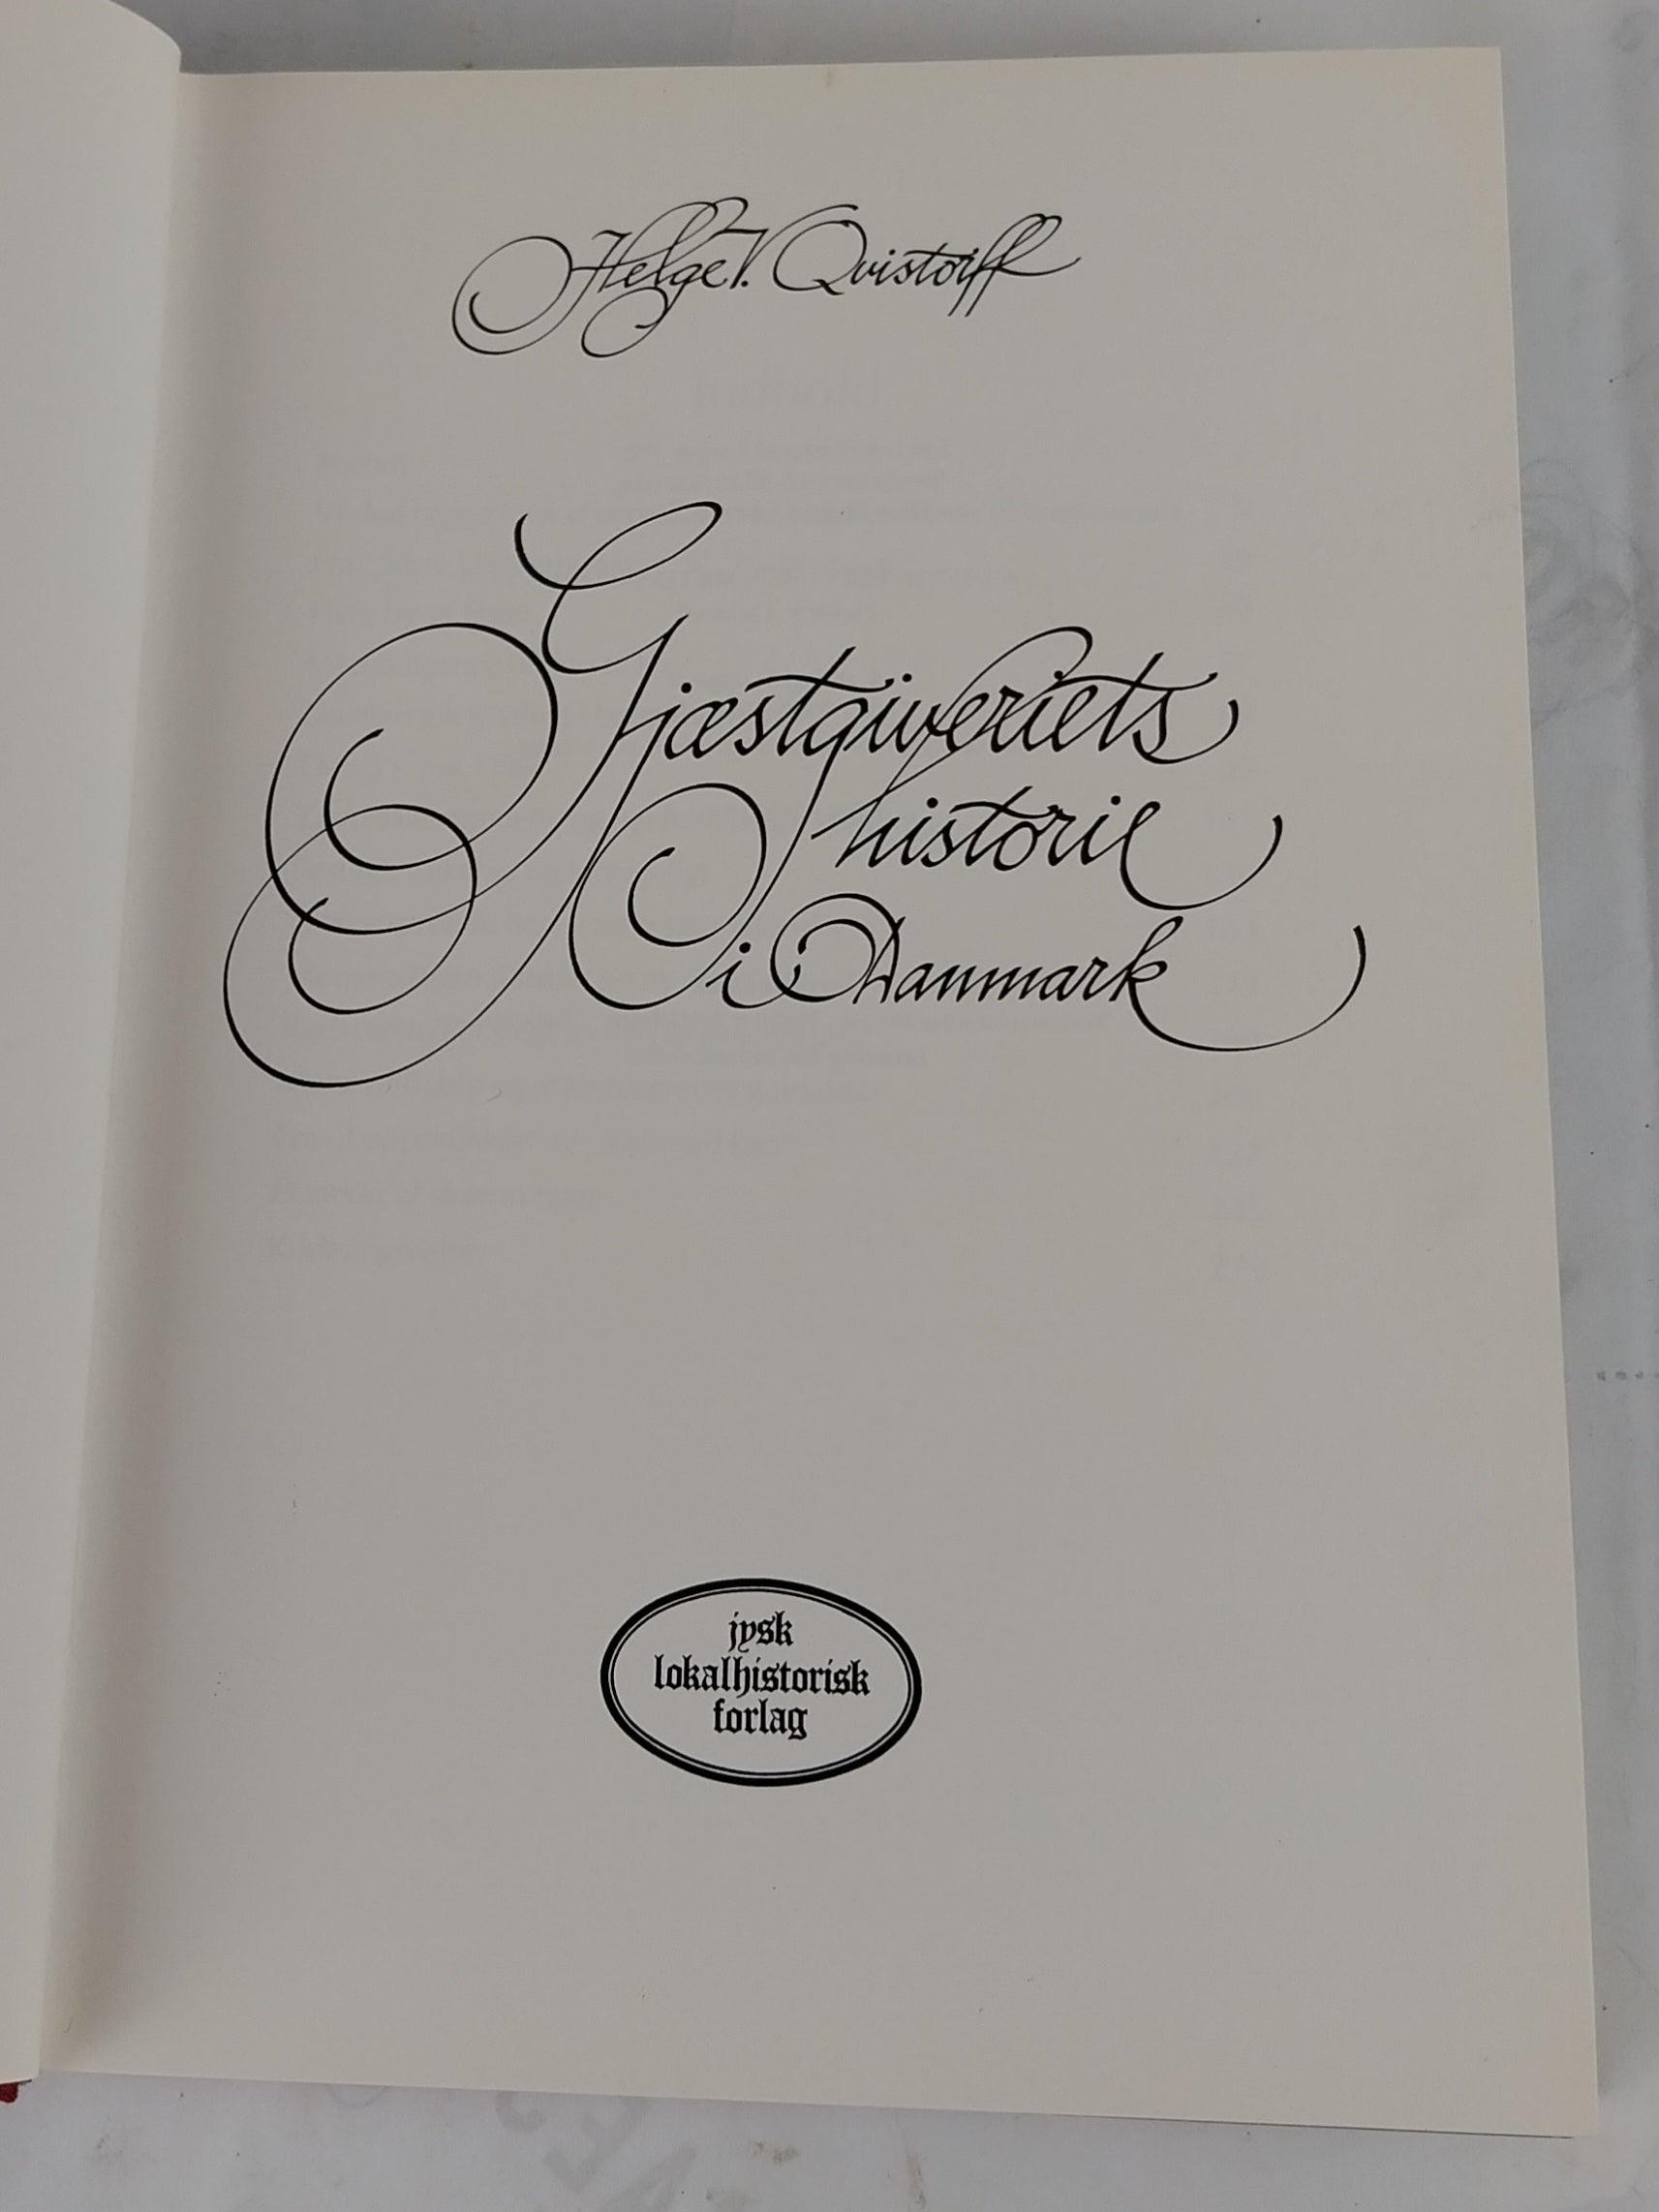 Helge V. Qvistorff
Gjæstgiveriets
historie
i Danmark
jysk
lokalhistorisk
forlag